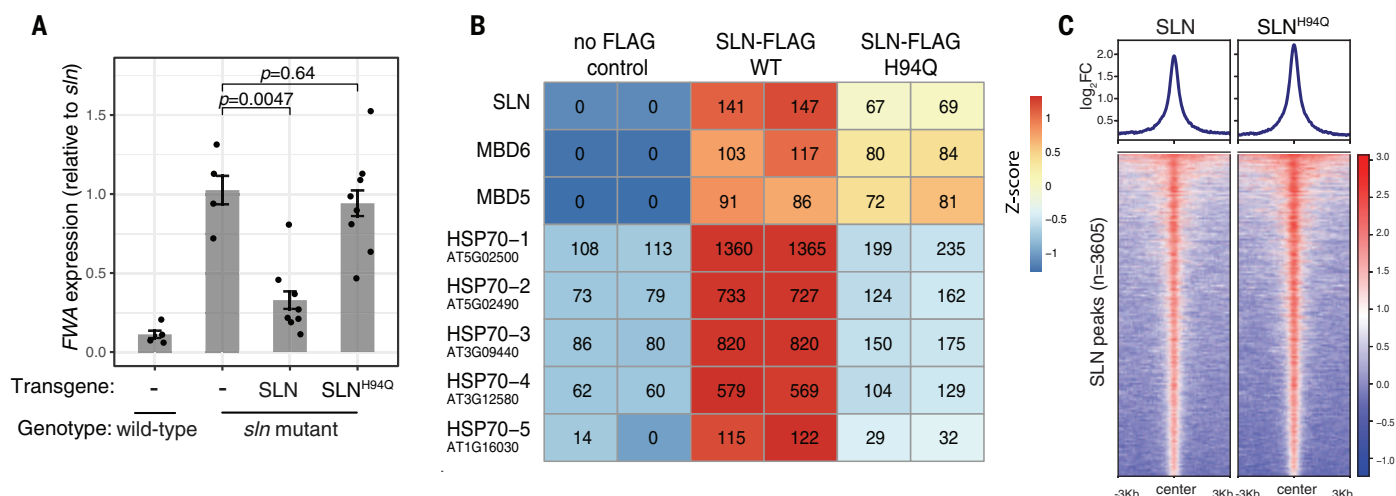 A
FWA expression (relative to sln)
1.5
1.0
0.5
0.0
p=0.64
p=0.0047
Transgene: - - SLN SLNH94Q
Genotype: wild-type sln mutant
B
no FLAG control
SLN-FLAG WT
SLN-FLAG H94Q
SLN 0 0 141 147 67 69
MBD6 0 0 103 117 80 84
MBD5 0 0 91 86 72 81
HSP70-1 108 113 1360 1365 199 235
AT5G02500
HSP70-2 73 79 733 727 124 162
AT5G02490
HSP70-3 86 80 820 820 150 175
AT3G09440
HSP70-4 62 60 579 569 104 129
AT3G12580
HSP70-5 14 0 115 122 29 32
AT1G16030
Z-score
1
0.5
0
-0.5
-1
C
SLN SLNH94Q
log2FC
2.0
1.5
1.0
0.5
SLN peaks (n=3605)
3.0
2.5
2.0
1.5
1.0
0.5
0.0
-0.5
-1.0
-3Kb center 3Kb -3Kb center 3Kb